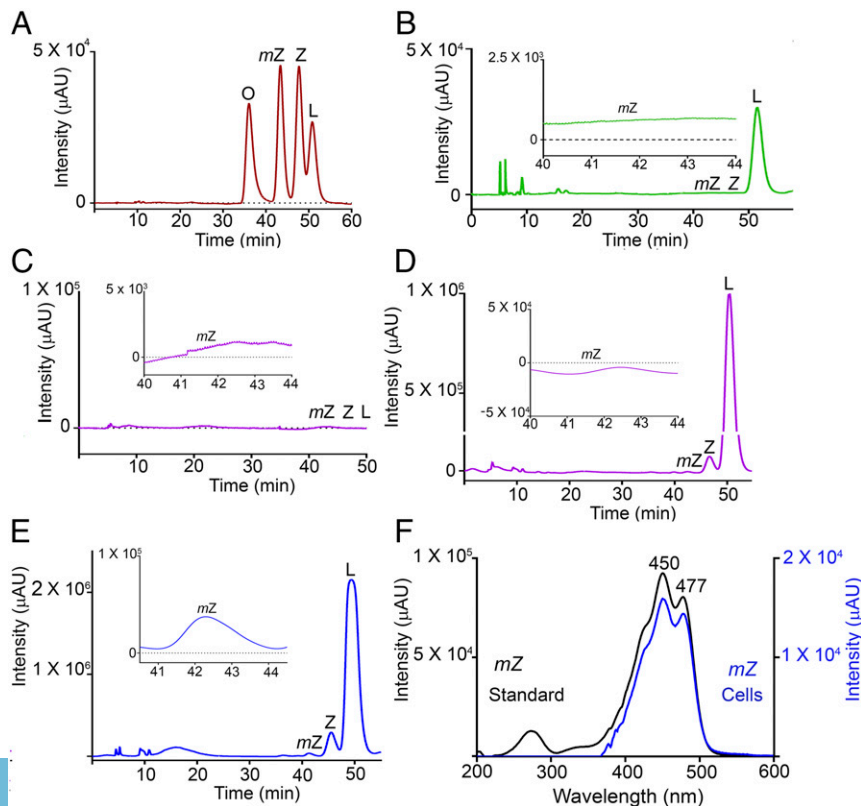 A
5 X 10⁴
0
Intensity (µAU)
O
mZ
Z
L
10 20 30 40 50 60
Time (min)
B
5 X 10⁴
0
Intensity (µAU)
2.5 X 10³
0
mZ
40 41 42 43 44
mZ Z
L
0 10 20 30 40 50
Time (min)
C
1 X 10⁵
0
Intensity (µAU)
5 x 10³
0
mZ
40 41 42 43 44
mZ Z L
10 20 30 40 50
Time (min)
D
1 X 10⁶
5 X 10⁵
0
Intensity (µAU)
5 X 10⁴
0
-5 X 10⁴
mZ
40 41 42 43 44
mZ
Z
L
10 20 30 40 50
Time (min)
E
2 X 10⁶
1 X 10⁶
0
Intensity (µAU)
1 X 10⁵
0
mZ
41 42 43 44
mZ
Z
L
10 20 30 40 50
Time (min)
F
1 X 10⁵
5 X 10⁴
0
Intensity (µAU)
450
477
mZ
Standard
mZ
Cells
2 X 10⁴
1 X 10⁴
0
Intensity (µAU)
200 300 400 500 600
Wavelength (nm)